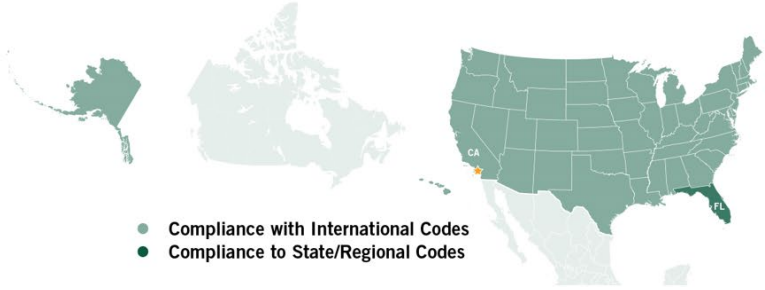 CA
FL
Compliance with International Codes
Compliance to State/Regional Codes